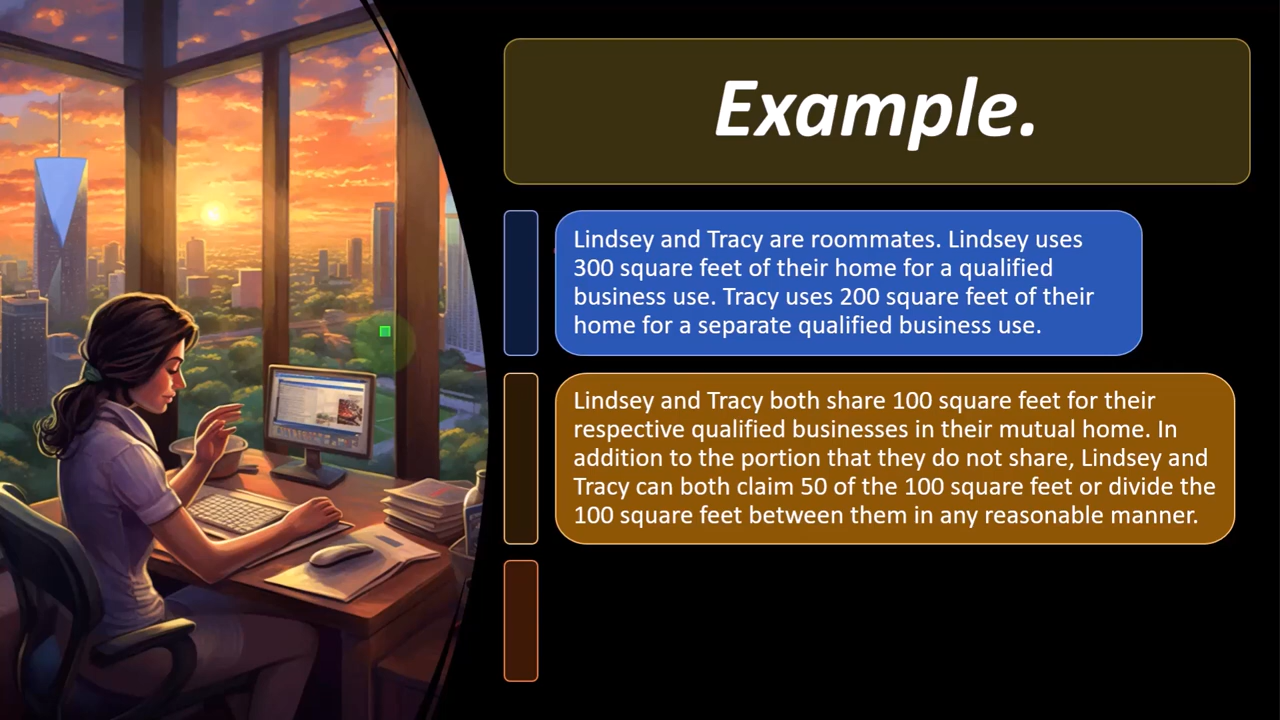 Example.
Lindsey and Tracy are roommates. Lindsey uses
300 square feet of their home for a qualified
business use. Tracy uses 200 square feet of their
home for a separate qualified business use.
Lindsey and Tracy both share 100 square feet for their
respective qualified businesses in their mutual home. In
addition to the portion that they do not share, Lindsey and
Tracy can both claim 50 of the 100 square feet or divide the
100 square feet between them in any reasonable manner.